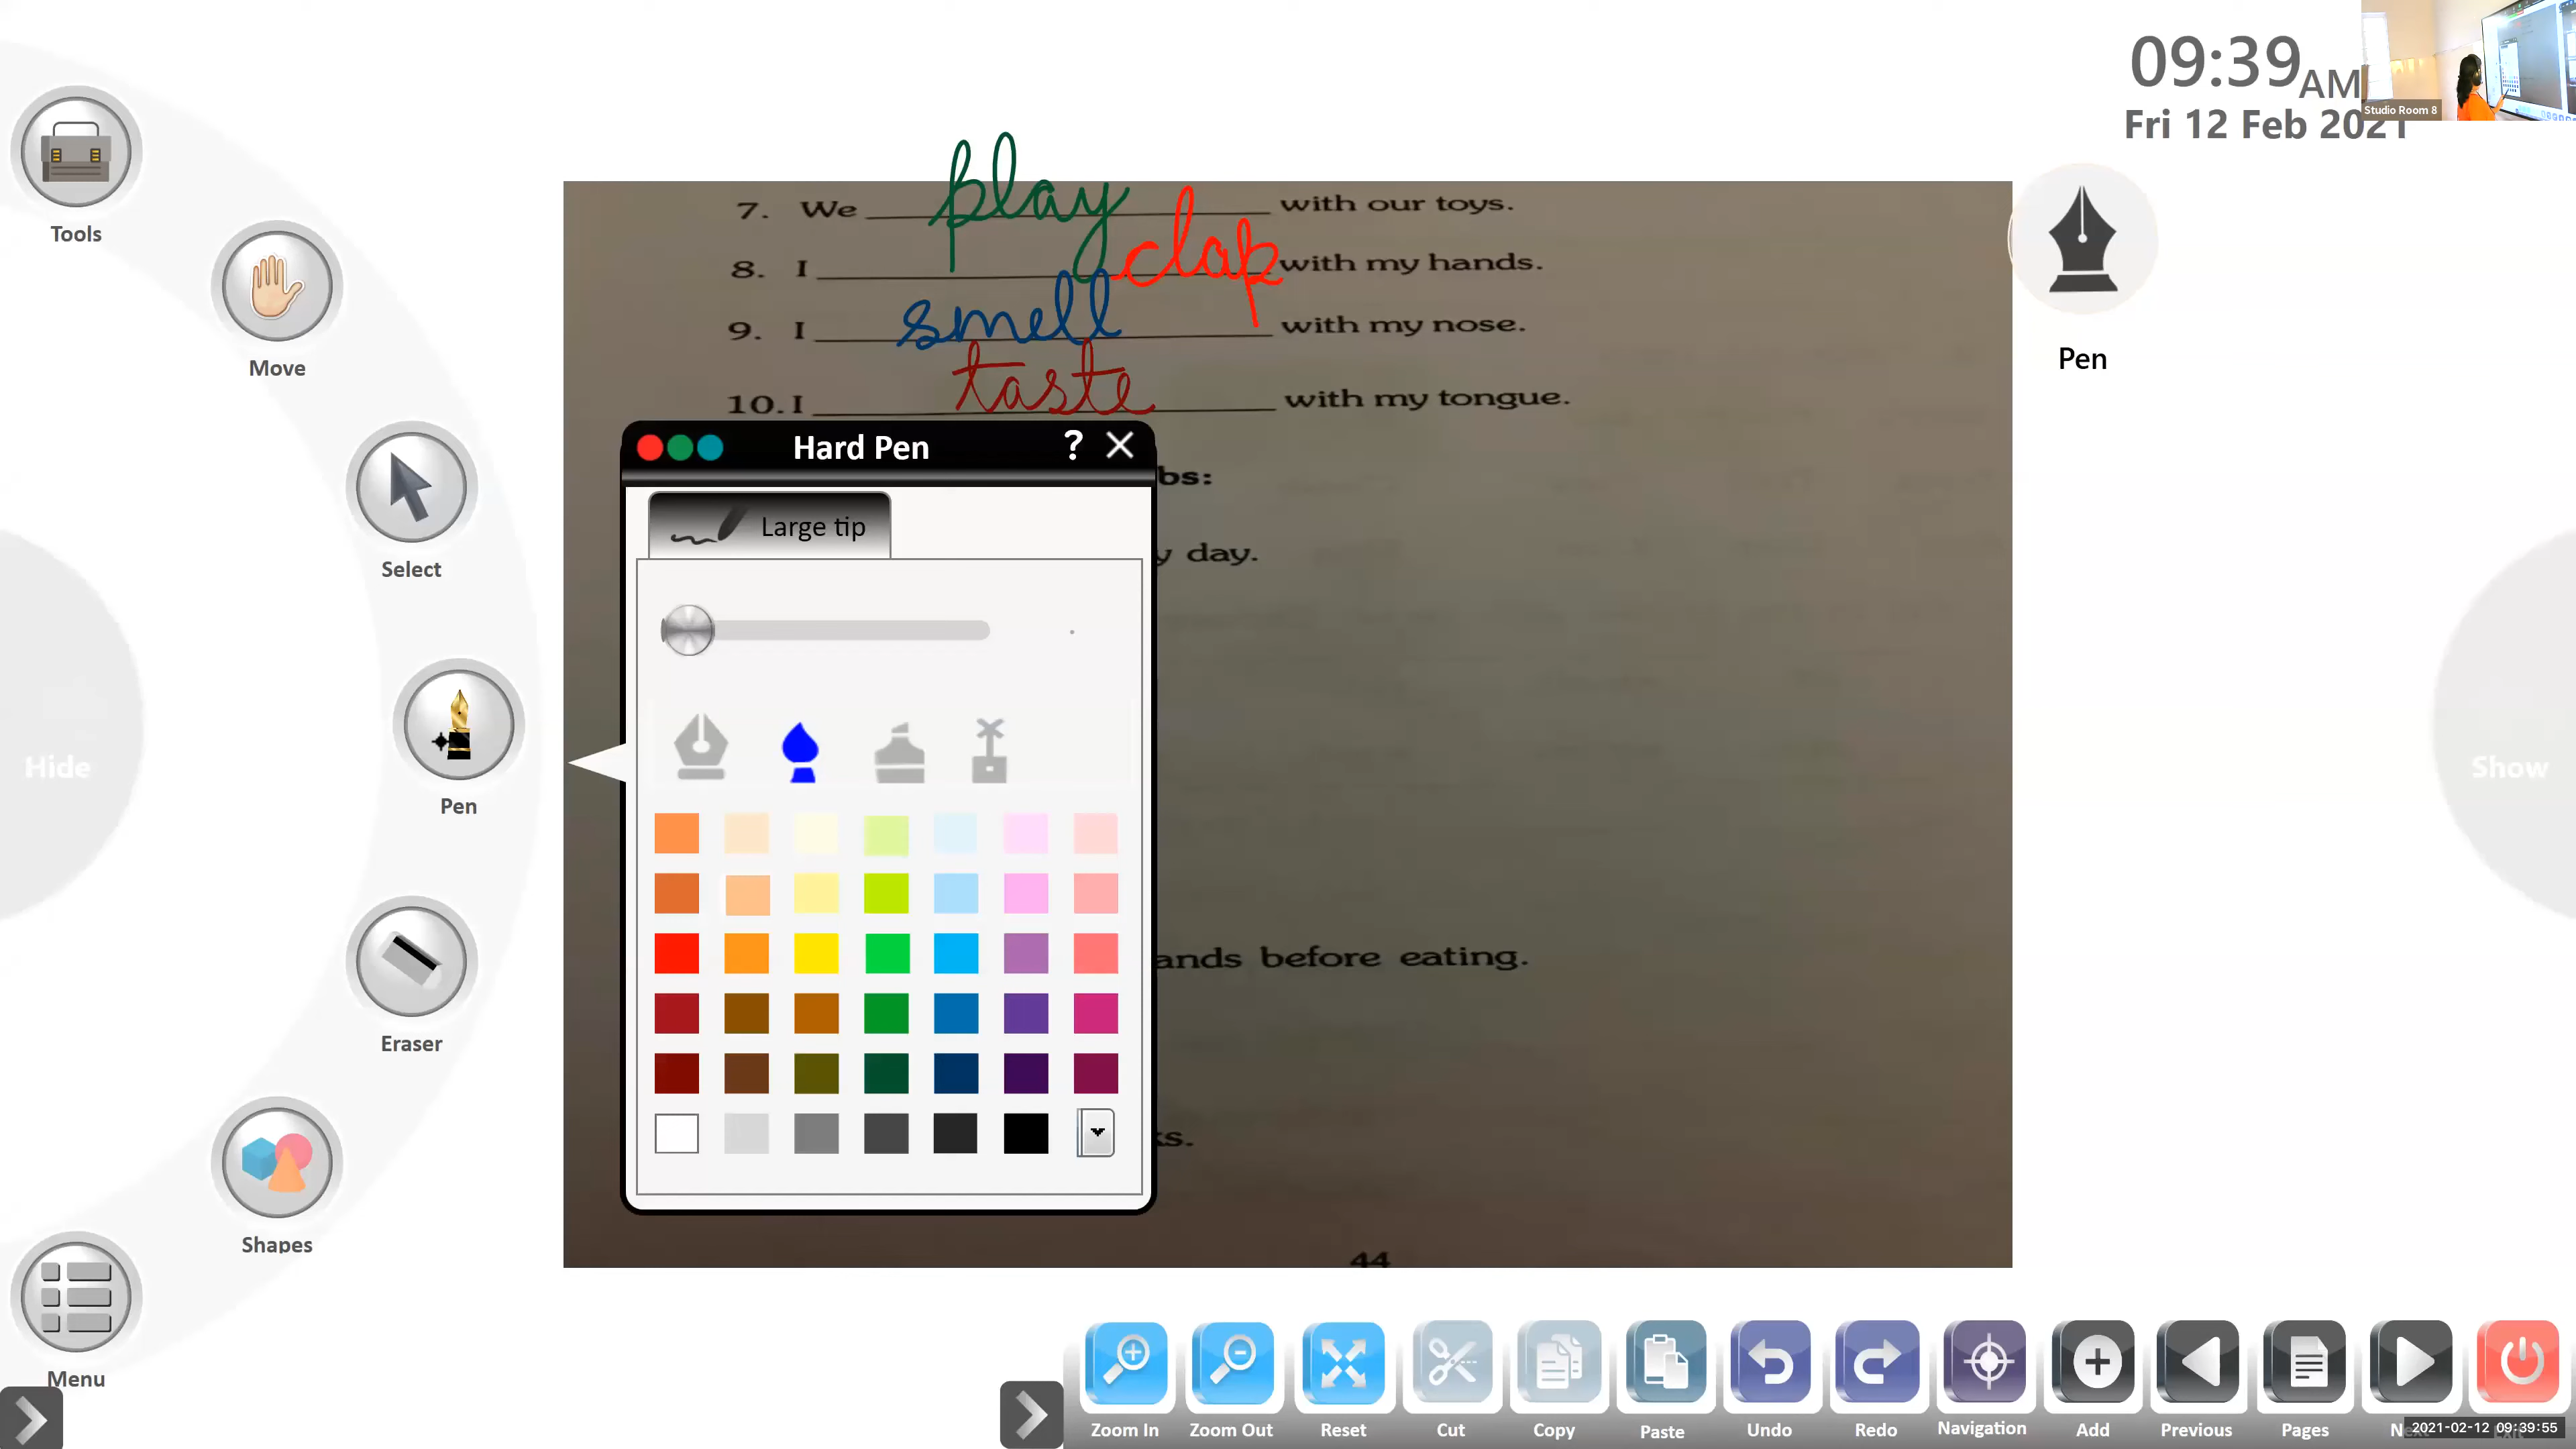 09:39 AM
Fri 12 Feb 2021
Studio Room 8
Tools
Move
Select
Pen
Eraser
Shapes
Menu
Hide
7. We play with our toys.
8. I clap with my hands.
9. I smell with my nose.
10. I taste with my tongue.
Hard Pen ? X
Large tip
bs:
y day.
ands before eating.
ks.
44
Pen
Show
Zoom In Zoom Out Reset Cut Copy Paste Undo Redo Navigation Add Previous Pages
2021-02-12 09:39:55